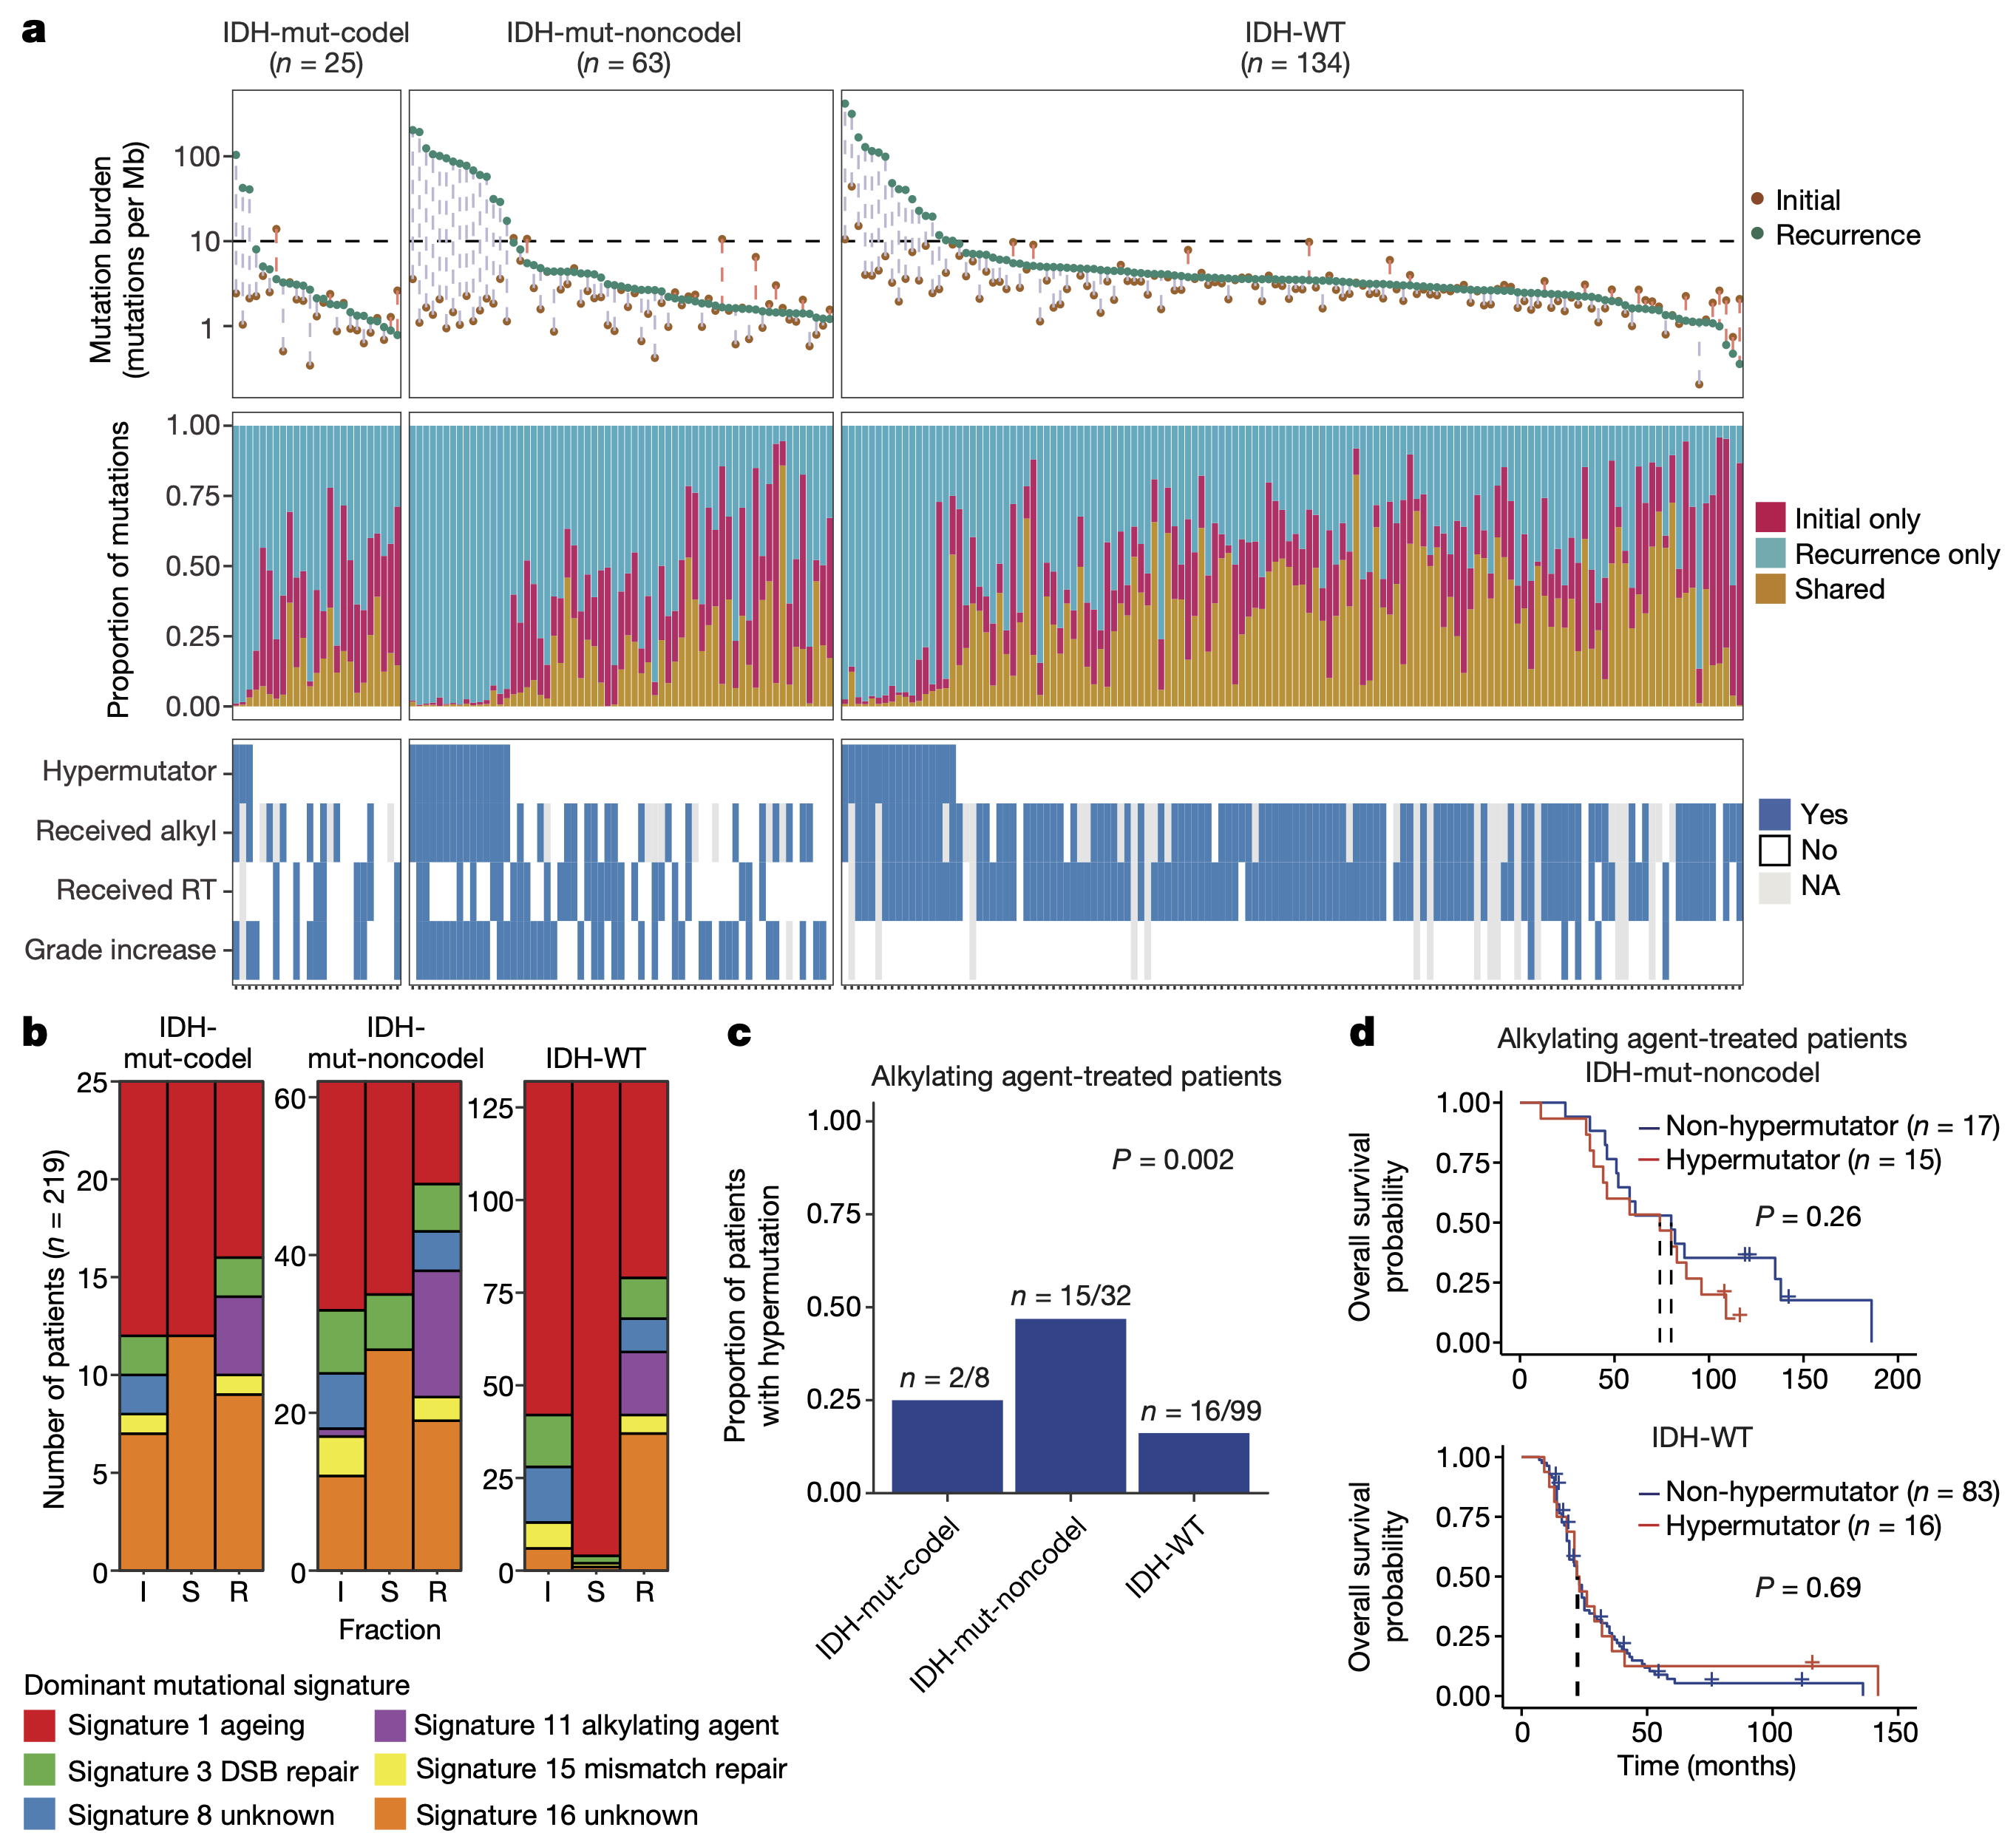 a
IDH-mut-codel
(n = 25)
IDH-mut-noncodel
(n = 63)
IDH-WT
(n = 134)
Mutation burden
(mutations per Mb)
100
10
1
Initial
Recurrence
Proportion of mutations
1.00
0.75
0.50
0.25
0.00
Initial only
Recurrence only
Shared
Hypermutator
Received alkyl
Received RT
Grade increase
Yes
No
NA
b
IDH-
mut-codel
IDH-
mut-noncodel
IDH-WT
Number of patients (n = 219)
25
20
15
10
5
0
60
40
20
0
125
100
75
50
25
0
I S R
I S R
I S R
Fraction
Dominant mutational signature
Signature 1 ageing
Signature 3 DSB repair
Signature 8 unknown
Signature 11 alkylating agent
Signature 15 mismatch repair
Signature 16 unknown
c
Alkylating agent-treated patients
Proportion of patients
with hypermutation
1.00
0.75
0.50
0.25
0.00
P = 0.002
n = 2/8
n = 15/32
n = 16/99
IDH-mut-codel
IDH-mut-noncodel
IDH-WT
d
Alkylating agent-treated patients
IDH-mut-noncodel
Overall survival
probability
1.00
0.75
0.50
0.25
0.00
Non-hypermutator (n = 17)
Hypermutator (n = 15)
P = 0.26
0 50 100 150 200
IDH-WT
Overall survival
probability
1.00
0.75
0.50
0.25
0.00
Non-hypermutator (n = 83)
Hypermutator (n = 16)
P = 0.69
0 50 100 150
Time (months)